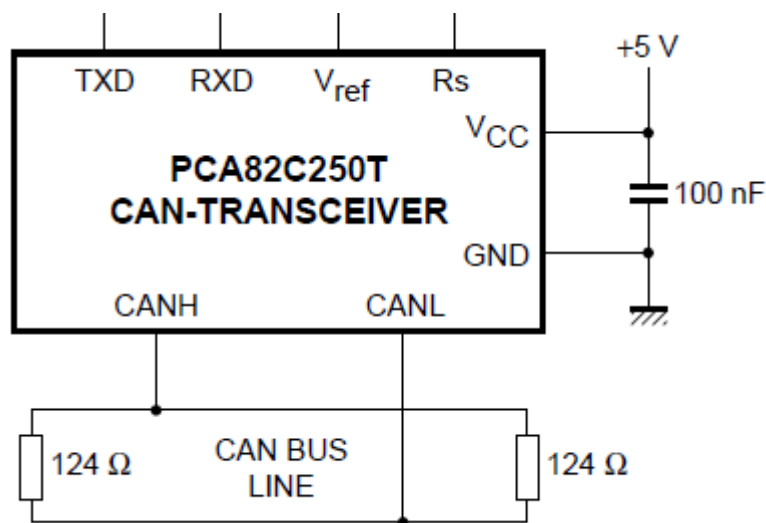 +5 V
TXD RXD Vref Rs
VCC
PCA82C250T
CAN-TRANSCEIVER
100 nF
GND
CANH CANL
124 Ω CAN BUS 124 Ω
LINE